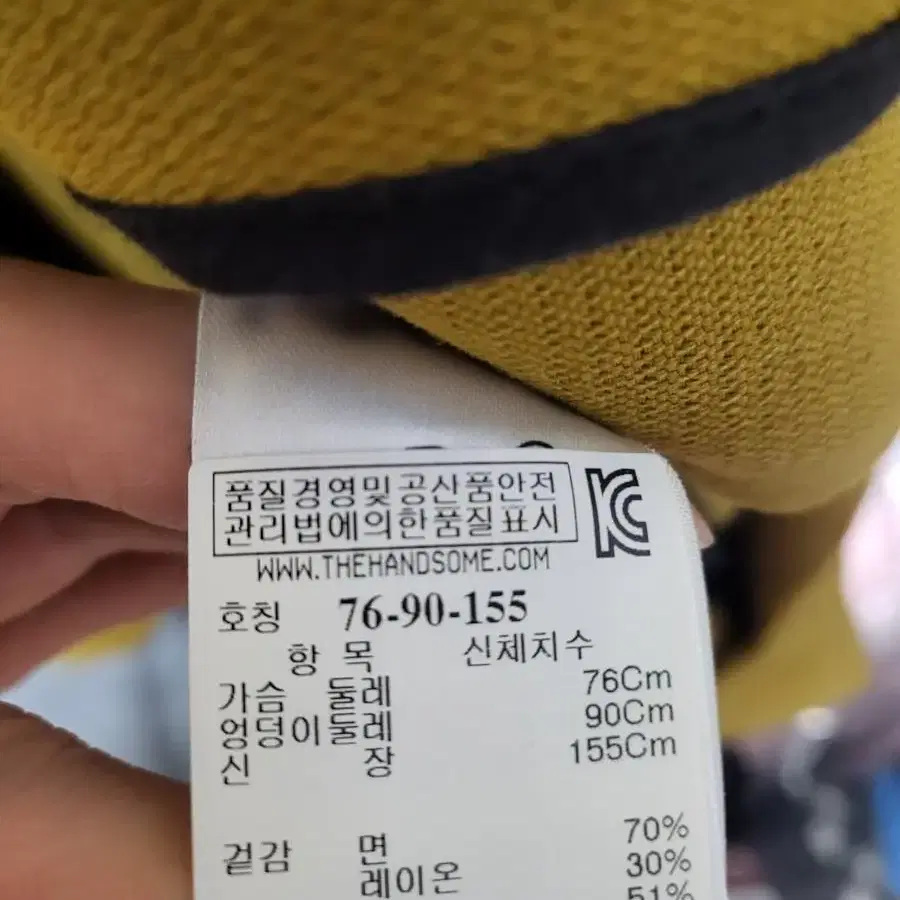 품질경영및공산품안전
관리법에의한품질표시
WWW.THEHANDSOME.COM
호칭 76-90-155
항 목 신체치수
가슴 둘레 76Cm
엉덩이둘레 90Cm
신 장 155Cm
겉감 면 70%
레이온 30%
51%